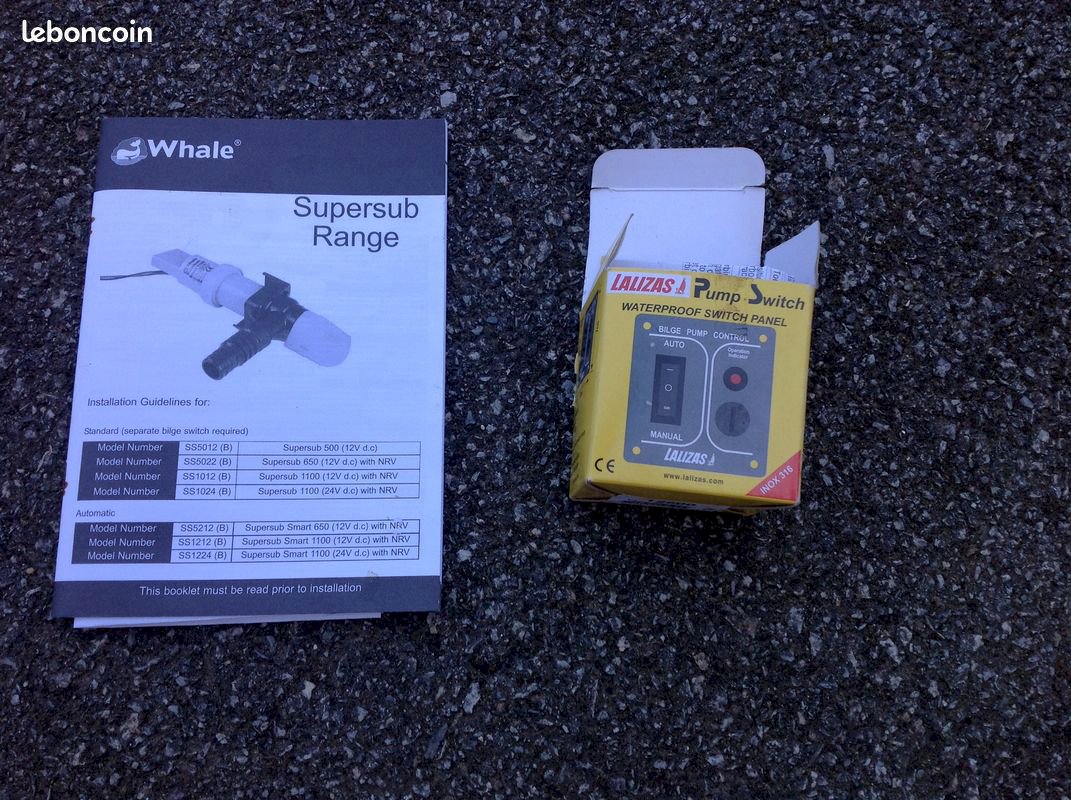 leboncoin
Whale®
Supersub
Range
Installation Guidelines for:
Standard (separate bilge switch required)
Model Number SS5012 (B) Supersub 500 (12V d.c)
Model Number SS5022 (B) Supersub 650 (12V d.c) with NRV
Model Number SS1012 (B) Supersub 1100 (12V d.c) with NRV
Model Number SS1024 (B) Supersub 1100 (24V d.c) with NRV
Automatic
Model Number SS5212 (B) Supersub Smart 650 (12V d.c) with NRV
Model Number SS1212 (B) Supersub Smart 1100 (12V d.c) with NRV
Model Number SS1224 (B) Supersub Smart 1100 (24V d.c) with NRV
This booklet must be read prior to installation
LALIZAS Pump Switch
WATERPROOF SWITCH PANEL
BILGE PUMP CONTROL
AUTO
Operation
Indicator
MANUAL
LALIZAS
CE
www.lalizas.com
INOX 316